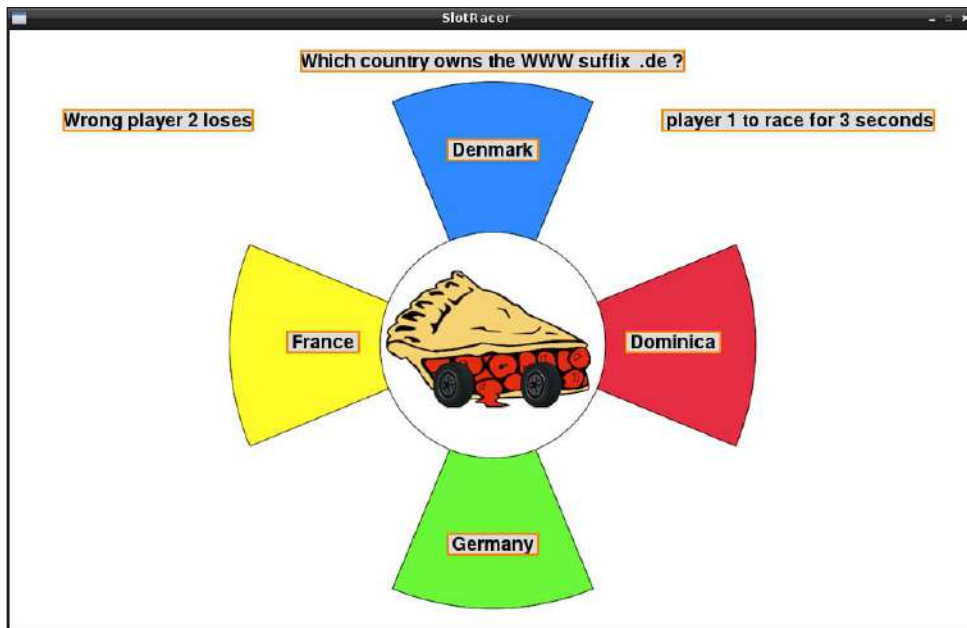 SlotRacer
Which country owns the WWW suffix .de ?
Wrong player 2 loses
player 1 to race for 3 seconds
Denmark
France
Dominica
Germany